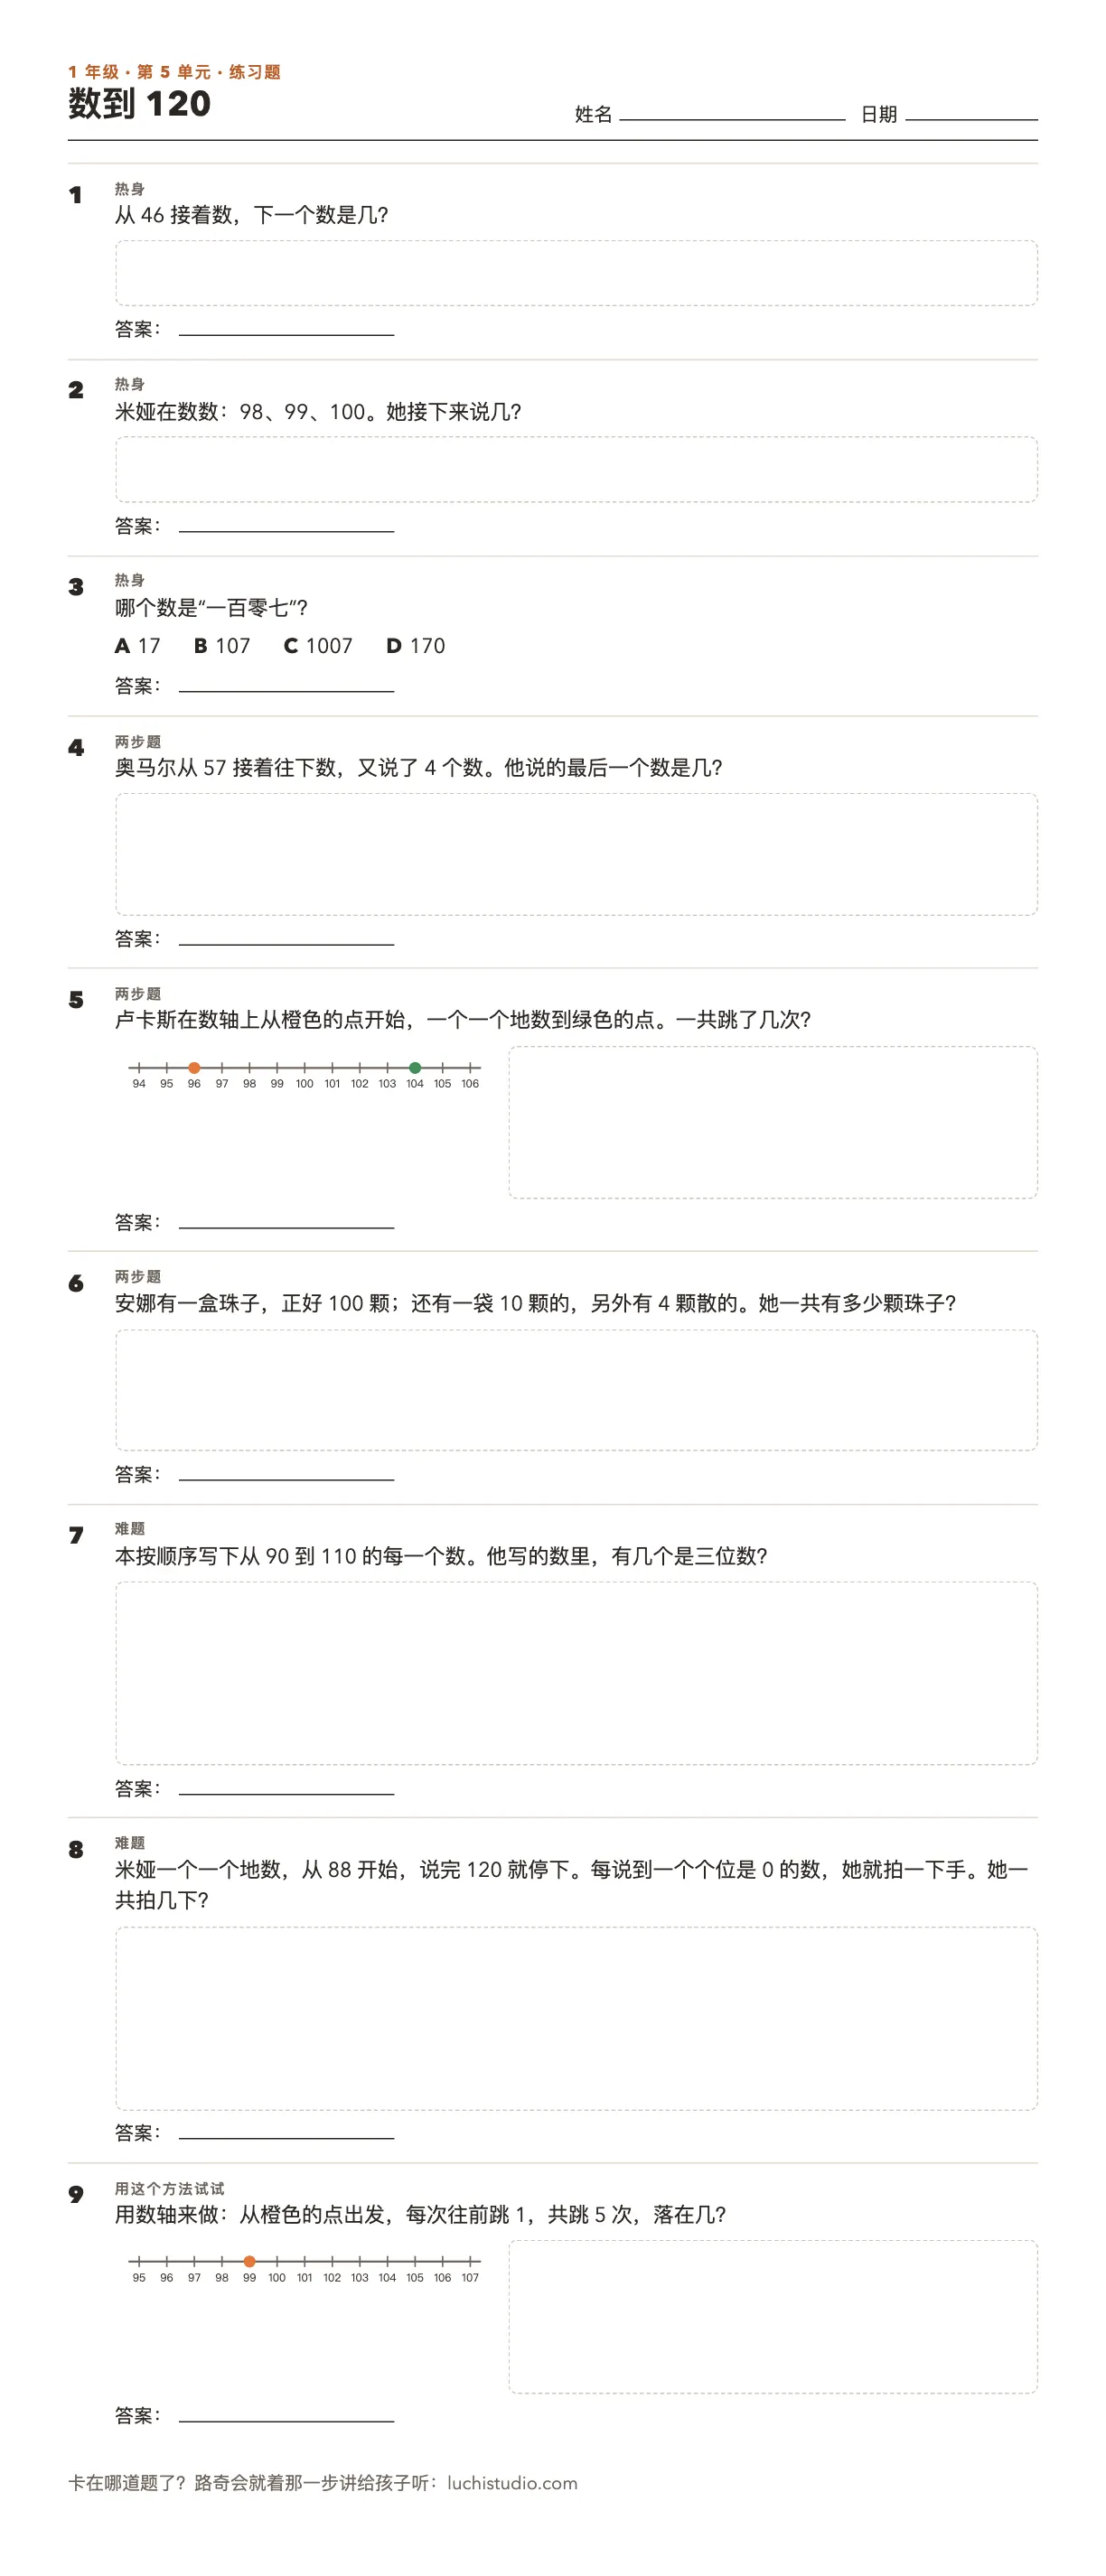 1 年级 · 第 5 单元 · 练习题
数到 120
姓名 日期
1 热身
从 46 接着数，下一个数是几？
答案：
2 热身
米娅在数数：98、99、100。她接下来说几？
答案：
3 热身
哪个数是“一百零七”？
A 17 B 107 C 1007 D 170
答案：
4 两步题
奥马尔从 57 接着往下数，又说了 4 个数。他说的最后一个数是几？
答案：
5 两步题
卢卡斯在数轴上从橙色的点开始，一个一个地数到绿色的点。一共跳了几次？
94 95 96 97 98 99 100 101 102 103 104 105 106
答案：
6 两步题
安娜有一盒珠子，正好 100 颗；还有一袋 10 颗的，另外有 4 颗散的。她一共有多少颗珠子？
答案：
7 难题
本按顺序写下从 90 到 110 的每一个数。他写的数里，有几个是三位数？
答案：
8 难题
米娅一个一个地数，从 88 开始，说完 120 就停下。每说到一个个位是 0 的数，她就拍一下手。她一
共拍几下？
答案：
9 用这个方法试试
用数轴来做：从橙色的点出发，每次往前跳 1，共跳 5 次，落在几？
95 96 97 98 99 100 101 102 103 104 105 106 107
答案：
卡在哪道题了？路奇会就着那一步讲给孩子听：luchistudio.com